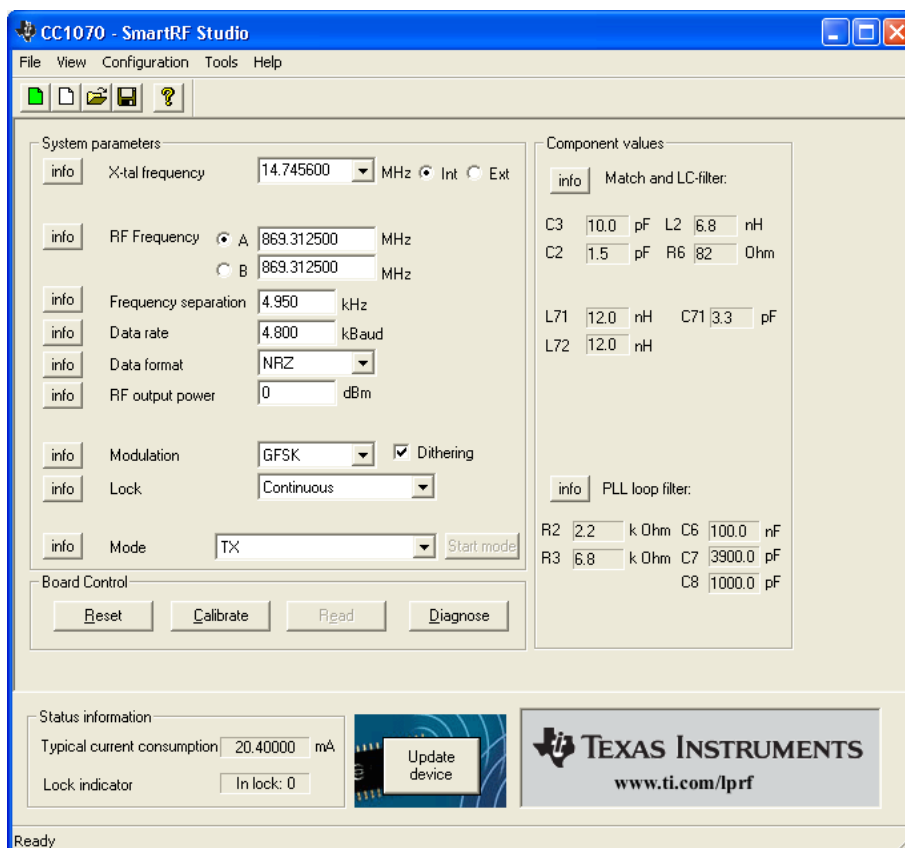 CC1070 - SmartRF Studio
File View Configuration Tools Help
System parameters
info X-tal frequency 14.745600 MHz Int Ext
info RF Frequency A 869.312500 MHz
B 869.312500 MHz
info Frequency separation 4.950 kHz
info Data rate 4.800 kBaud
info Data format NRZ
info RF output power 0 dBm
info Modulation GFSK Dithering
info Lock Continuous
info Mode TX Start mode
Board Control
Reset Calibrate Read Diagnose
Component values
info Match and LC-filter:
C3 10.0 pF L2 6.8 nH
C2 1.5 pF R6 82 Ohm
L71 12.0 nH C71 3.3 pF
L72 12.0 nH
info PLL loop filter:
R2 2.2 k Ohm C6 100.0 nF
R3 6.8 k Ohm C7 3900.0 pF
C8 1000.0 pF
Status information
Typical current consumption 20.40000 mA
Lock indicator In lock: 0
Update device
TEXAS INSTRUMENTS
www.ti.com/lprf
Ready